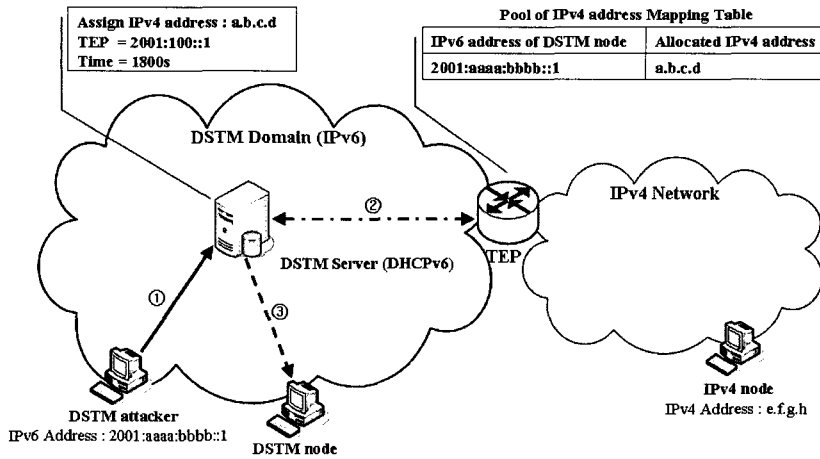 Assign IPv4 address : a.b.c.d
TEP = 2001:100::1
Time = 1800s
Pool of IPv4 address Mapping Table
IPv6 address of DSTM node Allocated IPv4 address
2001:aaaa:bbbb::1 a.b.c.d
DSTM Domain (IPv6)
IPv4 Network
②
TEP
DSTM Server (DHCPv6)
①
③
DSTM attacker
IPv6 Address : 2001:aaaa:bbbb::1
DSTM node
IPv4 node
IPv4 Address : e.f.g.h